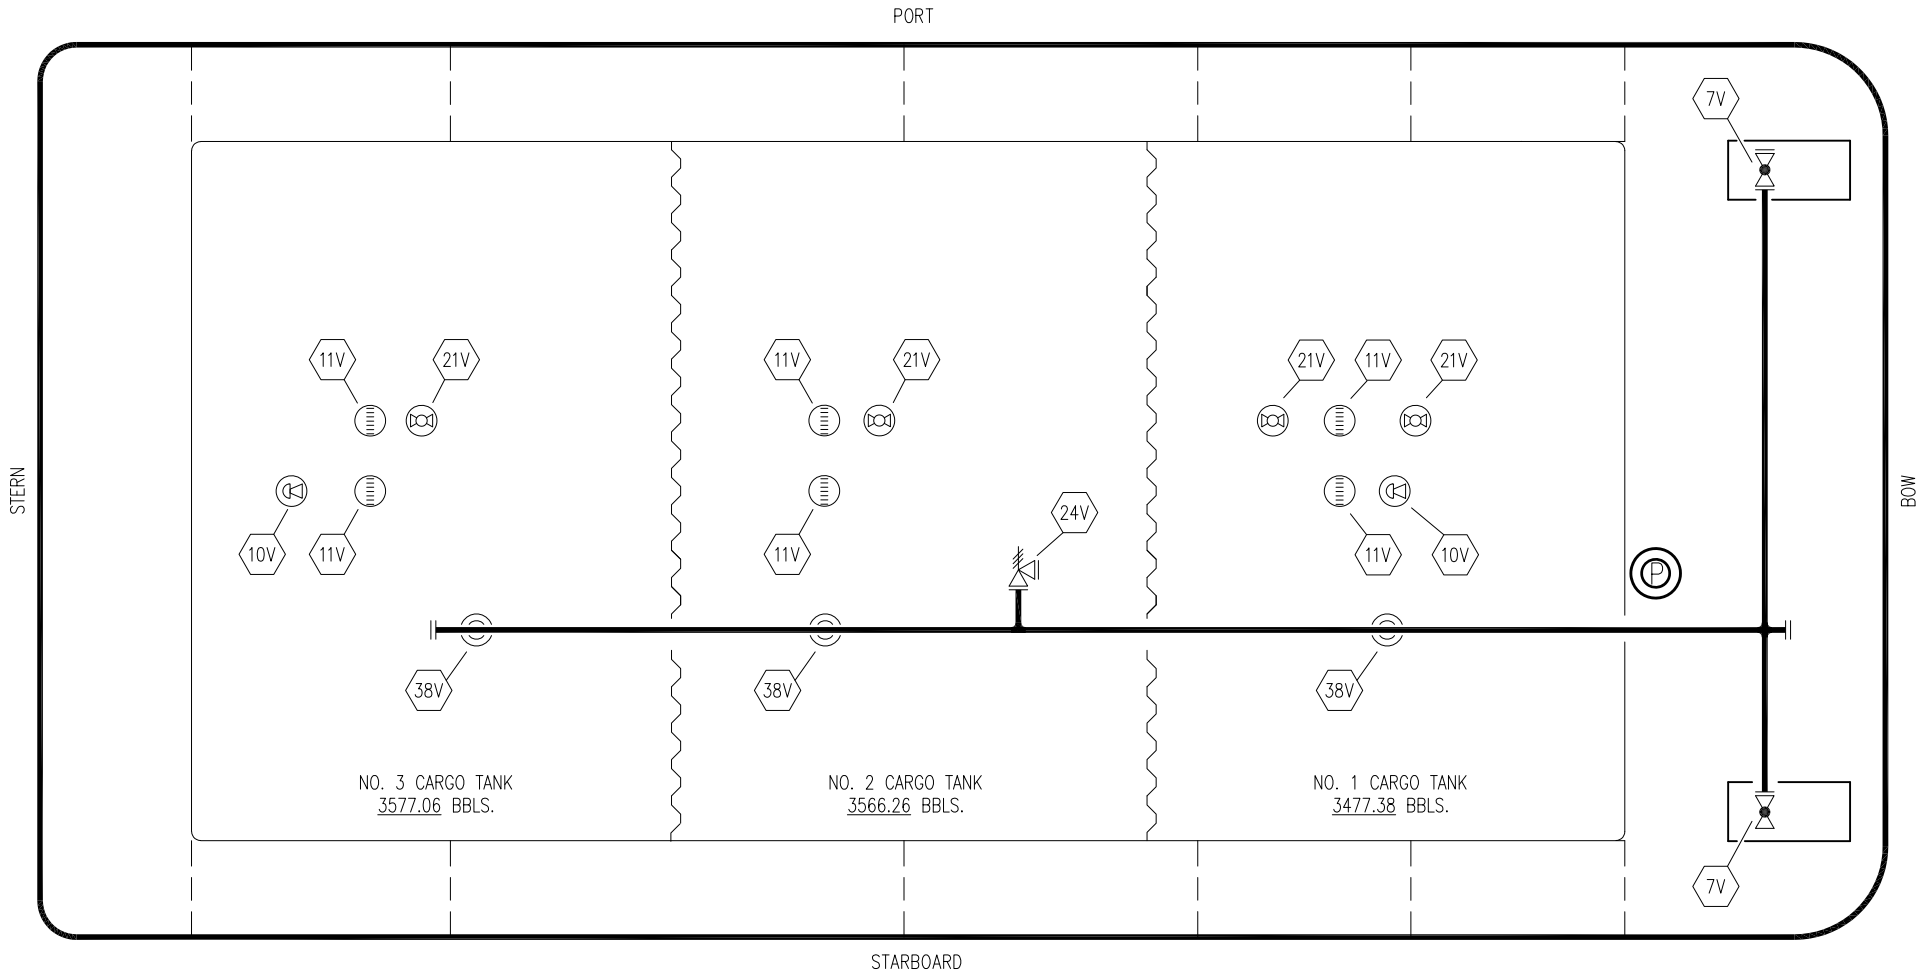 PORT
7V
11V
21V
11V
21V
21V
11V
21V
STERN
BOW
10V
11V
11V
24V
11V
10V
P
38V
38V
38V
NO. 3 CARGO TANK
3577.06 BBLS.
NO. 2 CARGO TANK
3566.26 BBLS.
NO. 1 CARGO TANK
3477.38 BBLS.
7V
STARBOARD